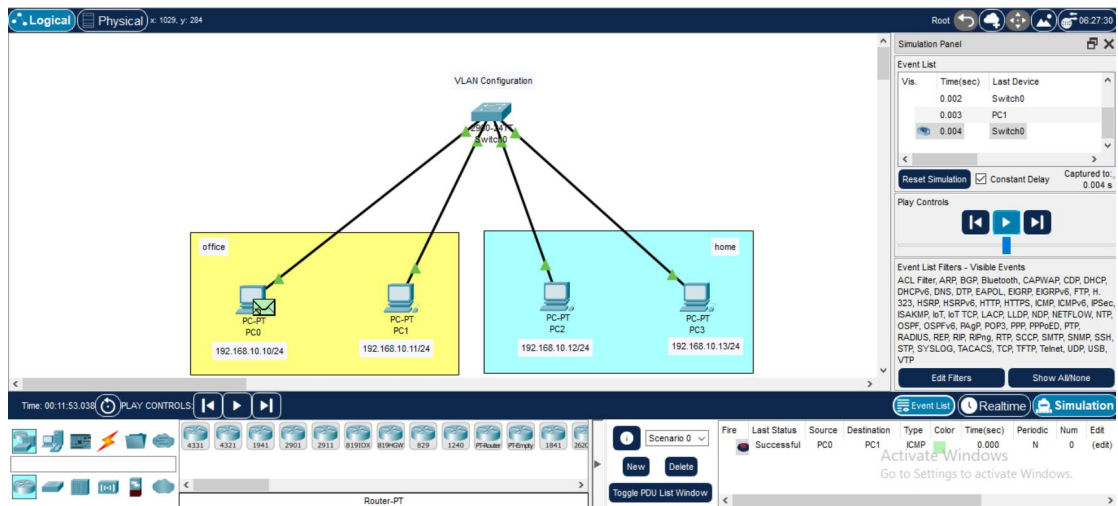 Logical
Physical
x: 1029, y: 284
Root
06:27:30
VLAN Configuration
Switch0
office
home
PC-PT
PC0
192.168.10.10/24
PC-PT
PC1
192.168.10.11/24
PC-PT
PC2
192.168.10.12/24
PC-PT
PC3
192.168.10.13/24
Simulation Panel
Event List
Vis. Time(sec) Last Device
0.002 Switch0
0.003 PC1
0.004 Switch0
Reset Simulation
Constant Delay
Captured to:
0.004 s
Play Controls
Event List Filters - Visible Events
ACL Filter, ARP, BGP, Bluetooth, CAPWAP, CDP, DHCP,
DHCPv6, DNS, DTP, EAPOL, EIGRP, EIGRPv6, FTP, H.
323, HSRP, HSRPv6, HTTP, HTTPS, ICMP, ICMPv6, IPSec,
ISAKMP, IoT, IoT TCP, LACP, LLDP, NDP, NETFLOW, NTP,
OSPF, OSPFv6, PAgP, POP3, PPP, PPPoED, PTP,
RADIUS, REP, RIP, RIPng, RTP, SCCP, SMTP, SNMP, SSH,
STP, SYSLOG, TACACS, TCP, TFTP, Telnet, UDP, USB,
VTP
Edit Filters
Show All/None
Time: 00:11:53.038
PLAY CONTROLS:
Event List
Realtime
Simulation
4331 4321 1941 2901 2911 819IOX 819HGW 829 1240 PT-Router PT-Empty 1841 2620
Router-PT
Scenario 0
New
Delete
Toggle PDU List Window
Fire Last Status Source Destination Type Color Time(sec) Periodic Num Edit
Successful PC0 PC1 ICMP 0.000 N 0 (edit)
Activate Windows
Go to Settings to activate Windows.